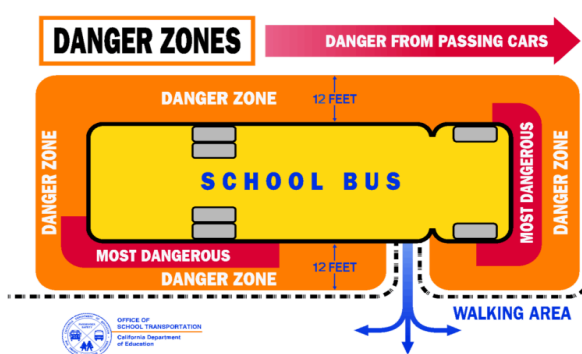 DANGER ZONES
DANGER FROM PASSING CARS
DANGER ZONE
12 FEET
DANGER ZONE
SCHOOL BUS
MOST DANGEROUS
DANGER ZONE
MOST DANGEROUS
12 FEET
DANGER ZONE
WALKING AREA
OFFICE OF
SCHOOL TRANSPORTATION
California Department
of Education